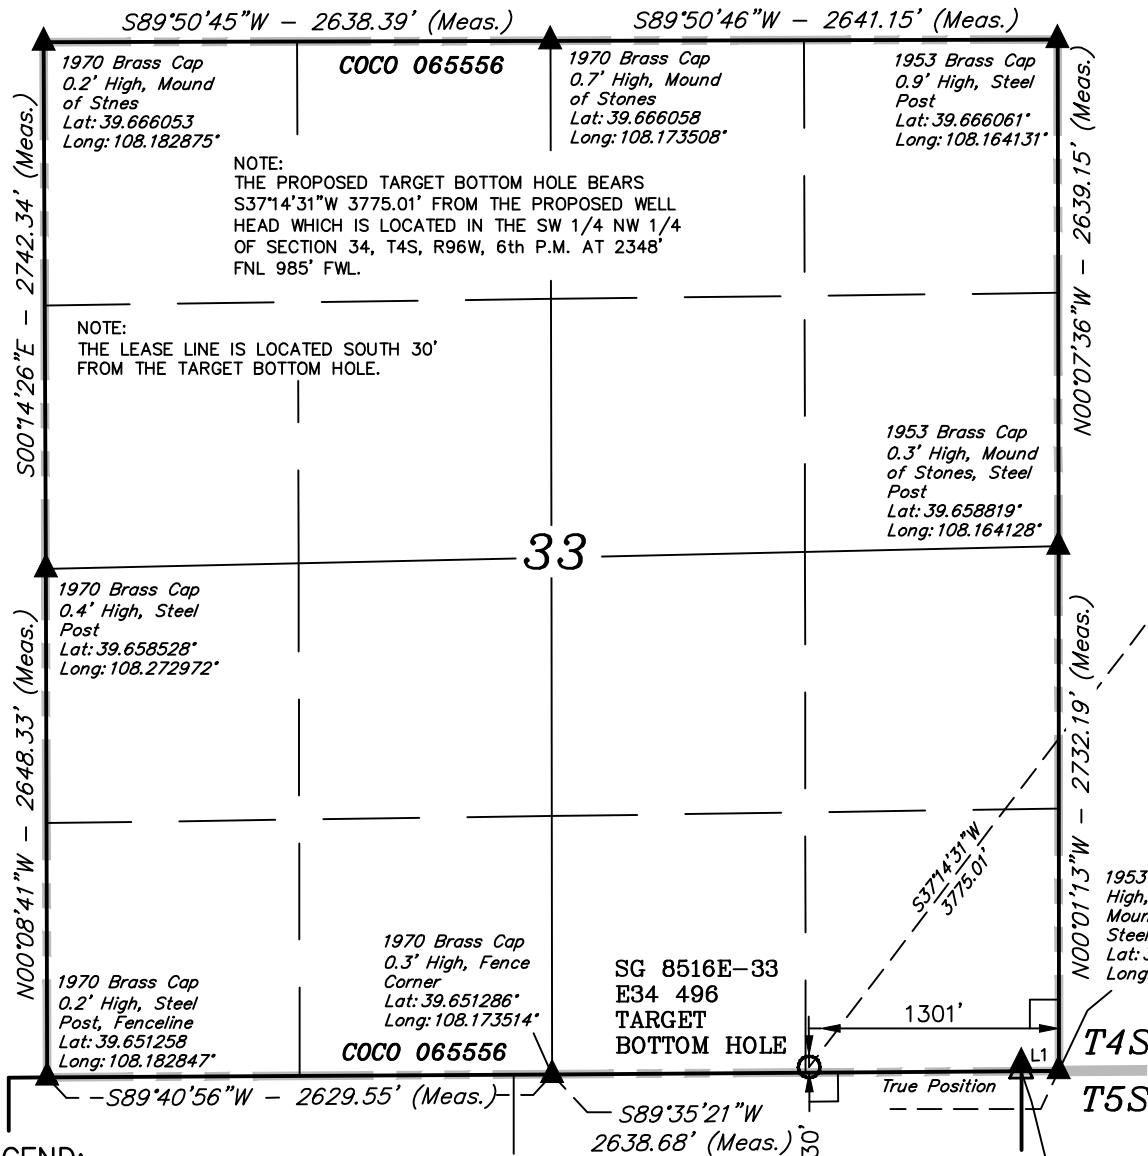 S89°50'45"W - 2638.39' (Meas.)
S89°50'46"W - 2641.15' (Meas.)
1970 Brass Cap
0.2' High, Mound
of Stnes
Lat: 39.666053
Long: 108.182875°
COCO 065556
1970 Brass Cap
0.7' High, Mound
of Stones
Lat: 39.666058
Long: 108.173508°
1953 Brass Cap
0.9' High, Steel
Post
Lat: 39.666061°
Long: 108.164131°
S00°14'26"E - 2742.34' (Meas.)
N00°07'36"W - 2639.15' (Meas.)
NOTE:
THE PROPOSED TARGET BOTTOM HOLE BEARS
S37°14'31"W 3775.01' FROM THE PROPOSED WELL
HEAD WHICH IS LOCATED IN THE SW 1/4 NW 1/4
OF SECTION 34, T4S, R96W, 6th P.M. AT 2348'
FNL 985' FWL.
NOTE:
THE LEASE LINE IS LOCATED SOUTH 30'
FROM THE TARGET BOTTOM HOLE.
1953 Brass Cap
0.3' High, Mound
of Stones, Steel
Post
Lat: 39.658819°
Long: 108.164128°
33
1970 Brass Cap
0.4' High, Steel
Post
Lat: 39.658528°
Long: 108.272972°
N00°08'41"W - 2648.33' (Meas.)
N00°01'13"W - 2732.19' (Meas.)
S37°14'31"W
3775.01'
1953
High,
Moun
Steel
Lat:
Long
1970 Brass Cap
0.3' High, Fence
Corner
Lat: 39.651286°
Long: 108.173514°
1970 Brass Cap
0.2' High, Steel
Post, Fenceline
Lat: 39.651258
Long: 108.182847°
SG 8516E-33
E34 496
TARGET
BOTTOM HOLE
1301'
COCO 065556
L1
T4S
True Position
T5S
S89°40'56"W - 2629.55' (Meas.)
S89°35'21"W
2638.68' (Meas.)
30'
GEND: